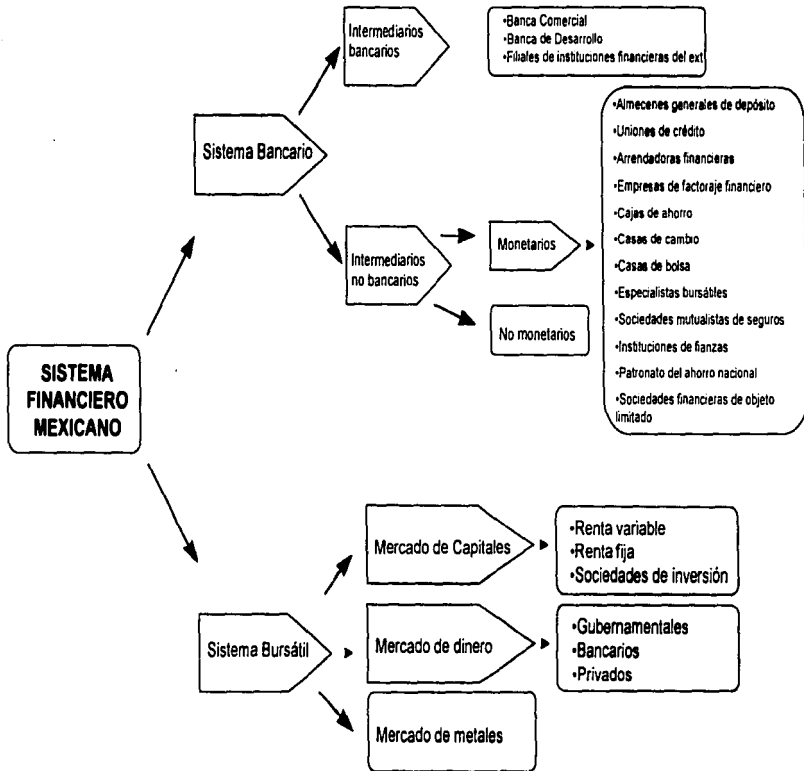 Intermediarios
bancarios
•Banca Comercial
•Banca de Desarrollo
•Filiales de instituciones financieras del ext
Sistema Bancario
Intermediarios
no bancarios
Monetarios
No monetarios
•Almecenes generales de depósito
•Uniones de crédito
•Arrendadoras financieras
•Empresas de factoraje financiero
•Cajas de ahorro
•Casas de cambio
•Casas de bolsa
•Especialistas bursátiles
•Sociedades mutualistas de seguros
•Instituciones de fianzas
•Patronato del ahorro nacional
•Sociedades financieras de objeto
limitado
SISTEMA
FINANCIERO
MEXICANO
Sistema Bursátil
Mercado de Capitales
•Renta variable
•Renta fija
•Sociedades de inversión
Mercado de dinero
•Gubernamentales
•Bancarios
•Privados
Mercado de metales